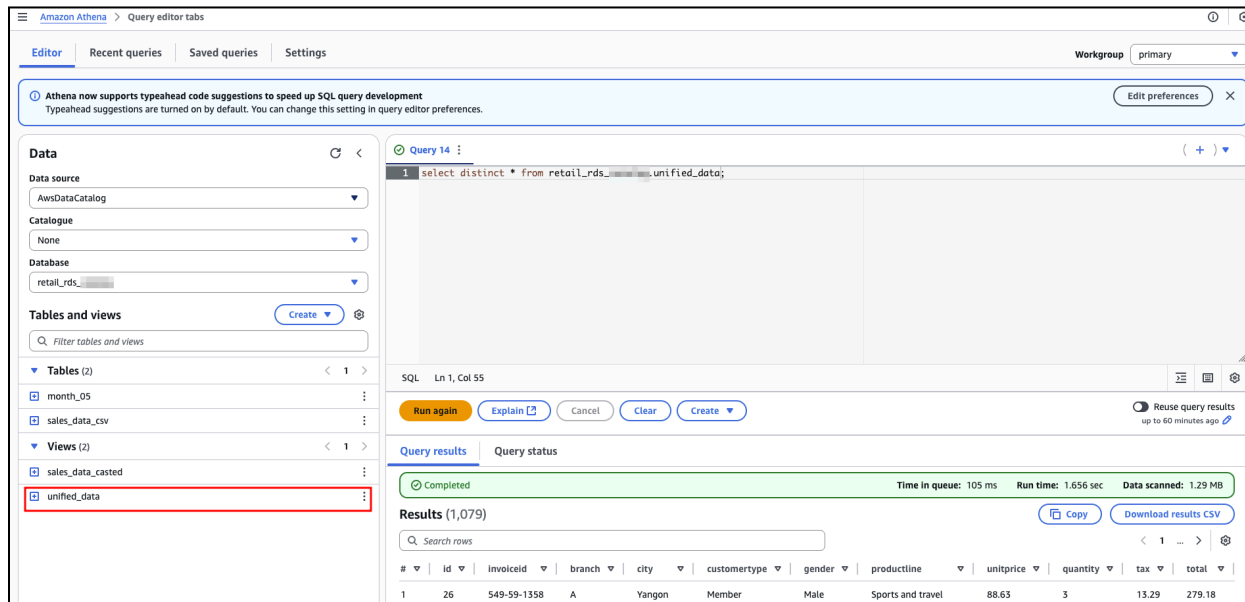 Amazon Athena > Query editor tabs
Editor Recent queries Saved queries Settings Workgroup primary
Athena now supports typeahead code suggestions to speed up SQL query development
Typeahead suggestions are turned on by default. You can change this setting in query editor preferences.
Edit preferences
Data
Data source
AwsDataCatalog
Catalogue
None
Database
retail_rds_
Tables and views Create
Filter tables and views
Tables (2) < 1 >
month_05
sales_data_csv
Views (2) < 1 >
sales_data_casted
unified_data
Query 14
1 select distinct * from retail_rds_ .unified_data;
SQL Ln 1, Col 55
Run again Explain Cancel Clear Create
Reuse query results
up to 60 minutes ago
Query results Query status
Completed Time in queue: 105 ms Run time: 1.656 sec Data scanned: 1.29 MB
Results (1,079) Copy Download results CSV
Search rows < 1 ... >
# id invoiceid branch city customertype gender productline unitprice quantity tax total
1 26 549-59-1358 A Yangon Member Male Sports and travel 88.63 3 13.29 279.18